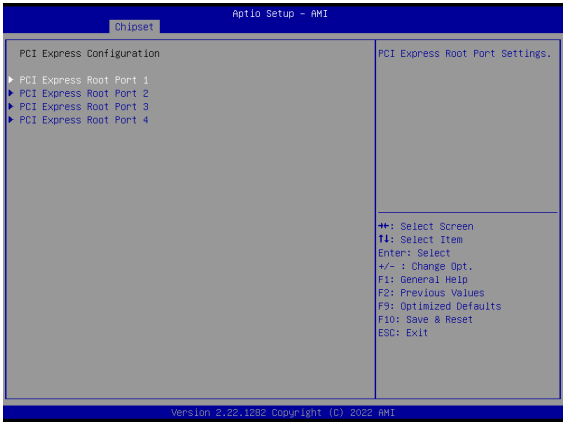 Aptio Setup – AMI
Chipset
PCI Express Configuration
PCI Express Root Port 1
PCI Express Root Port 2
PCI Express Root Port 3
PCI Express Root Port 4
PCI Express Root Port Settings.
→←: Select Screen
↑↓: Select Item
Enter: Select
+/- : Change Opt.
F1: General Help
F2: Previous Values
F9: Optimized Defaults
F10: Save & Reset
ESC: Exit
Version 2.22.1282 Copyright (C) 2022 AMI